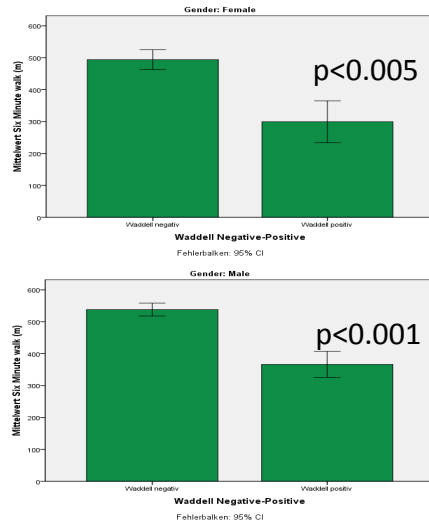 Gender: Female
Mittelwert Six Minute walk (m)
600
500
400
300
200
100
0
p<0.005
Waddell negativ
Waddell positiv
Waddell Negative-Positive
Fehlerbalken: 95% CI
Gender: Male
Mittelwert Six Minute walk (m)
600
500
400
300
200
100
0
p<0.001
Waddell negativ
Waddell positiv
Waddell Negative-Positive
Fehlerbalken: 95% CI